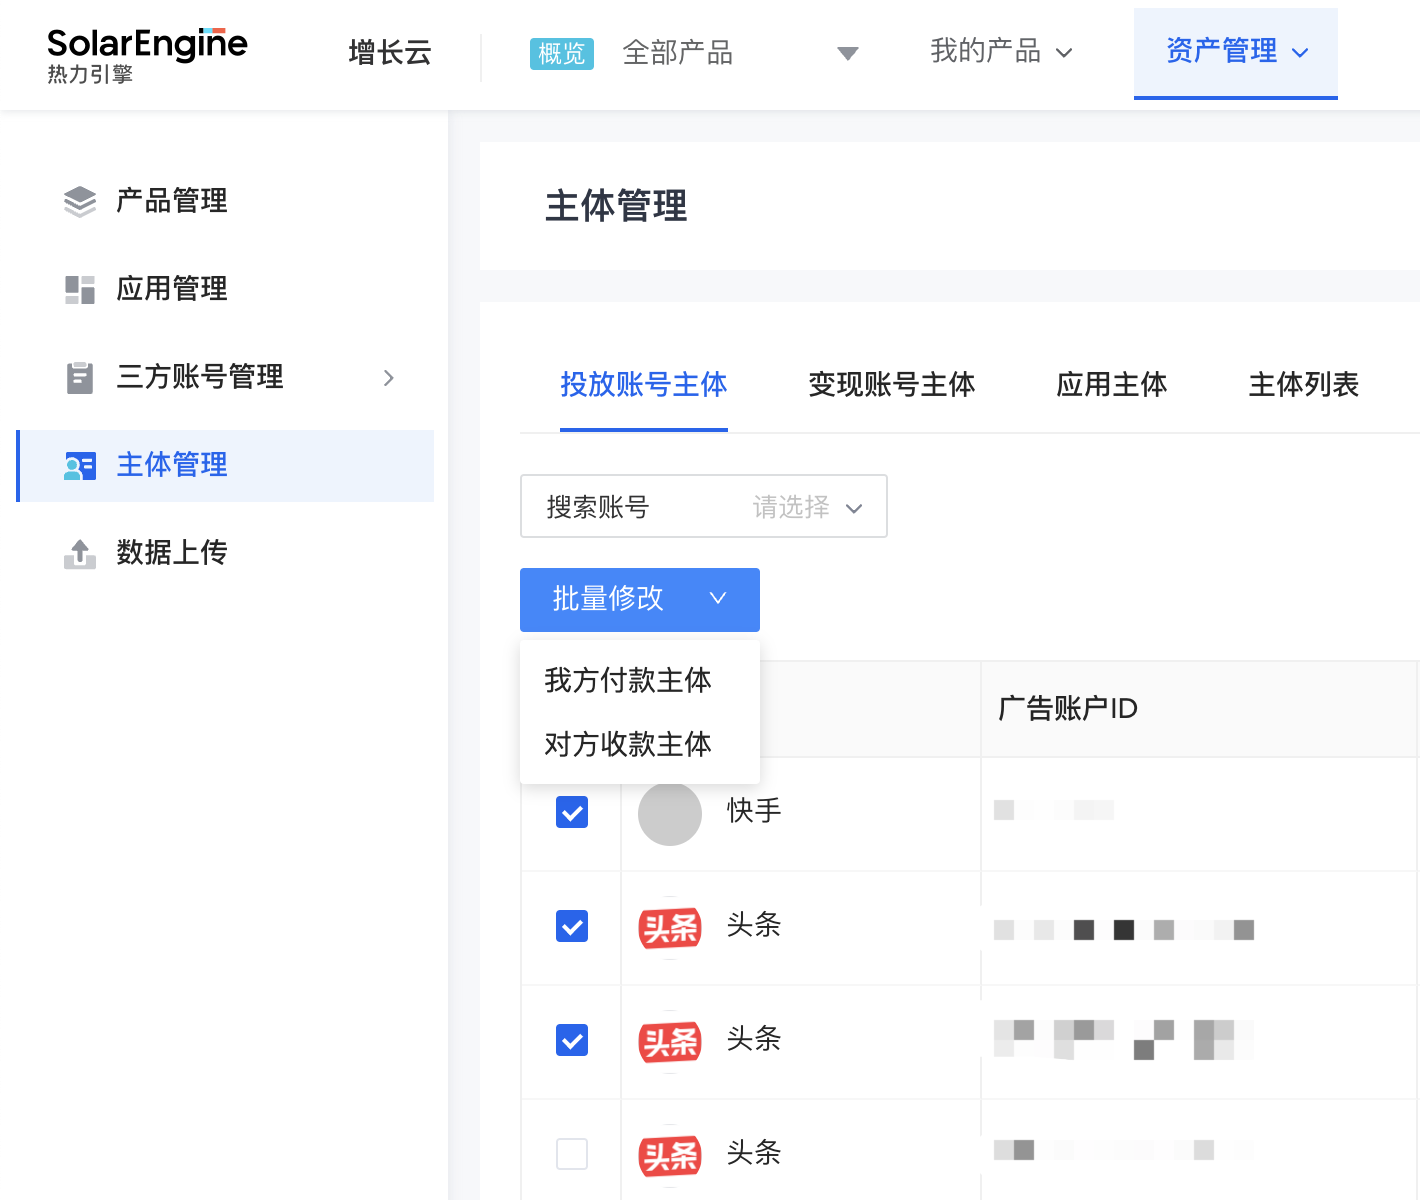 SolarEngine
热力引擎
增长云
概览 全部产品
我的产品
资产管理
产品管理
应用管理
三方账号管理
主体管理
数据上传
主体管理
投放账号主体 变现账号主体 应用主体 主体列表
搜索账号 请选择
批量修改
我方付款主体
对方收款主体
广告账户ID
快手
头条 头条
头条 头条
头条 头条